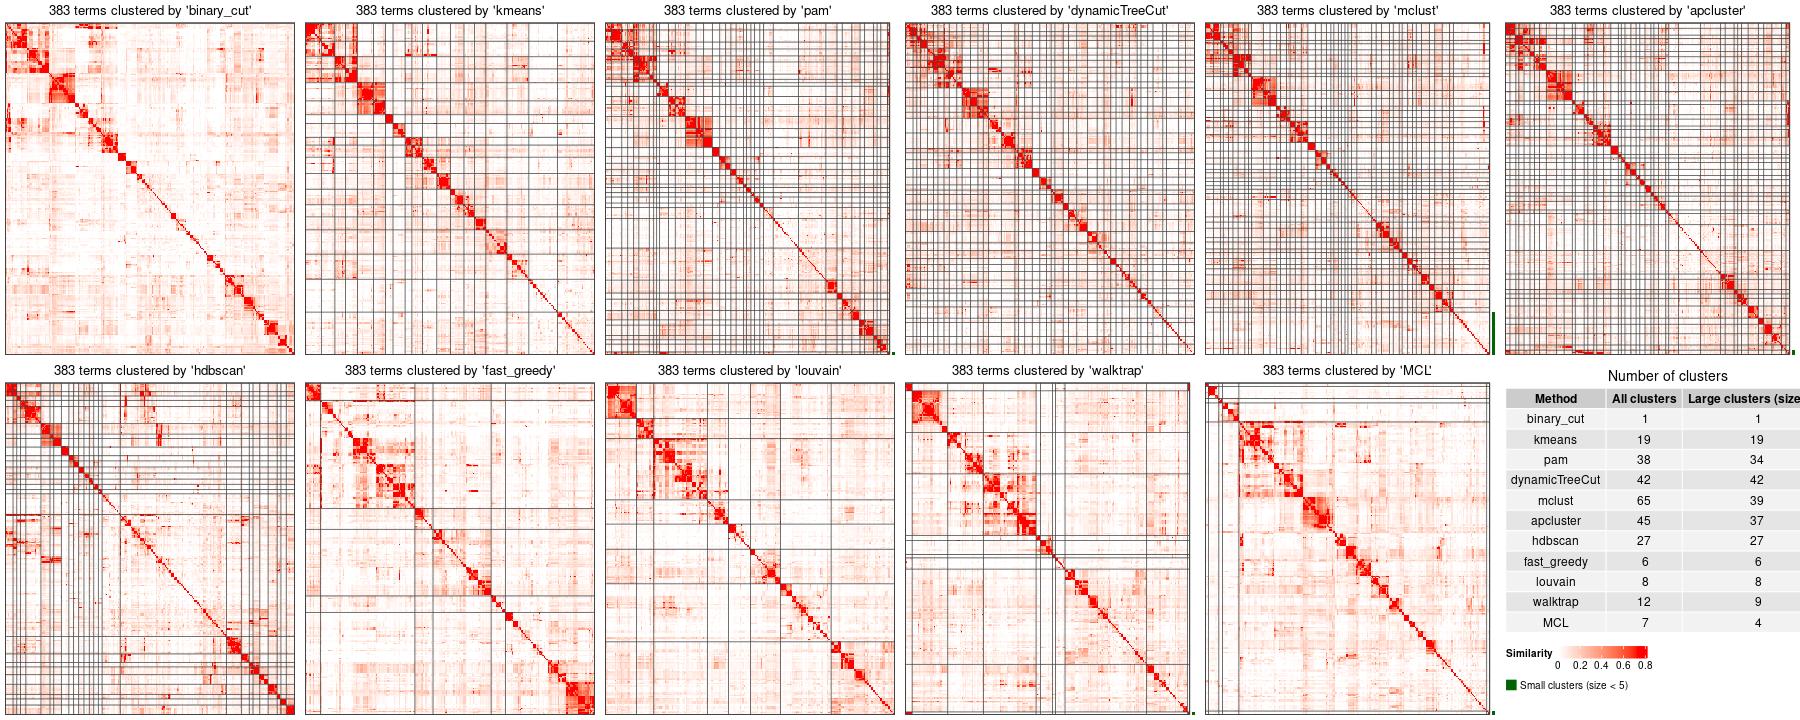 383 terms clustered by 'binary_cut'
383 terms clustered by 'kmeans'
383 terms clustered by 'pam'
383 terms clustered by 'dynamicTreeCut'
383 terms clustered by 'mclust'
383 terms clustered by 'apcluster'
383 terms clustered by 'hdbscan'
383 terms clustered by 'fast_greedy'
383 terms clustered by 'louvain'
383 terms clustered by 'walktrap'
383 terms clustered by 'MCL'
Number of clusters
Method All clusters Large clusters (size
binary_cut 1 1
kmeans 19 19
pam 38 34
dynamicTreeCut 42 42
mclust 65 39
apcluster 45 37
hdbscan 27 27
fast_greedy 6 6
louvain 8 8
walktrap 12 9
MCL 7 4
Similarity
0 0.2 0.4 0.6 0.8
Small clusters (size < 5)